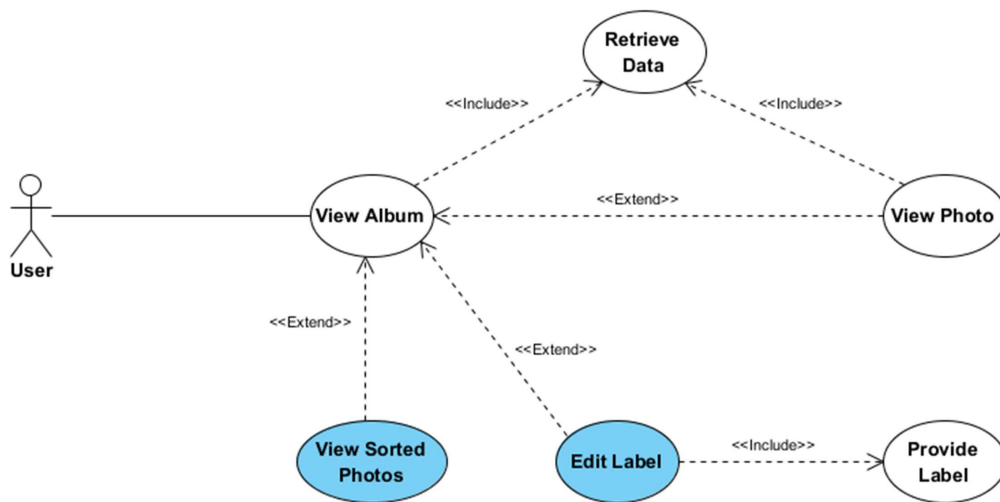 Retrieve
Data
<<Include>>
<<Include>>
<<Extend>>
View Album
View Photo
User
<<Extend>>
<<Extend>>
View Sorted
Photos
Edit Label
<<Include>>
Provide
Label